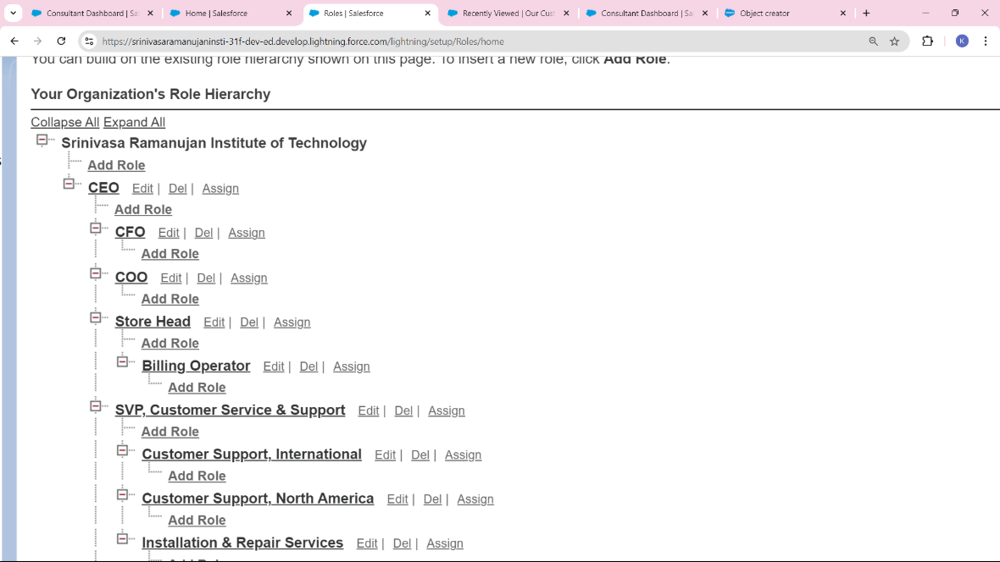 Consultant Dashboard | Sal
Home | Salesforce
Roles | Salesforce
Recently Viewed | Our Cust
Consultant Dashboard | Sal
Object creator
https://srinivasaramanujaninsti-31f-dev-ed.develop.lightning.force.com/lightning/setup/Roles/home
K
You can build on the existing role hierarchy shown on this page. To insert a new role, click Add Role.
Your Organization's Role Hierarchy
Collapse All Expand All
Srinivasa Ramanujan Institute of Technology
Add Role
CEO Edit | Del | Assign
Add Role
CFO Edit | Del | Assign
Add Role
COO Edit | Del | Assign
Add Role
Store Head Edit | Del | Assign
Add Role
Billing Operator Edit | Del | Assign
Add Role
SVP, Customer Service & Support Edit | Del | Assign
Add Role
Customer Support, International Edit | Del | Assign
Add Role
Customer Support, North America Edit | Del | Assign
Add Role
Installation & Repair Services Edit | Del | Assign
Add Role